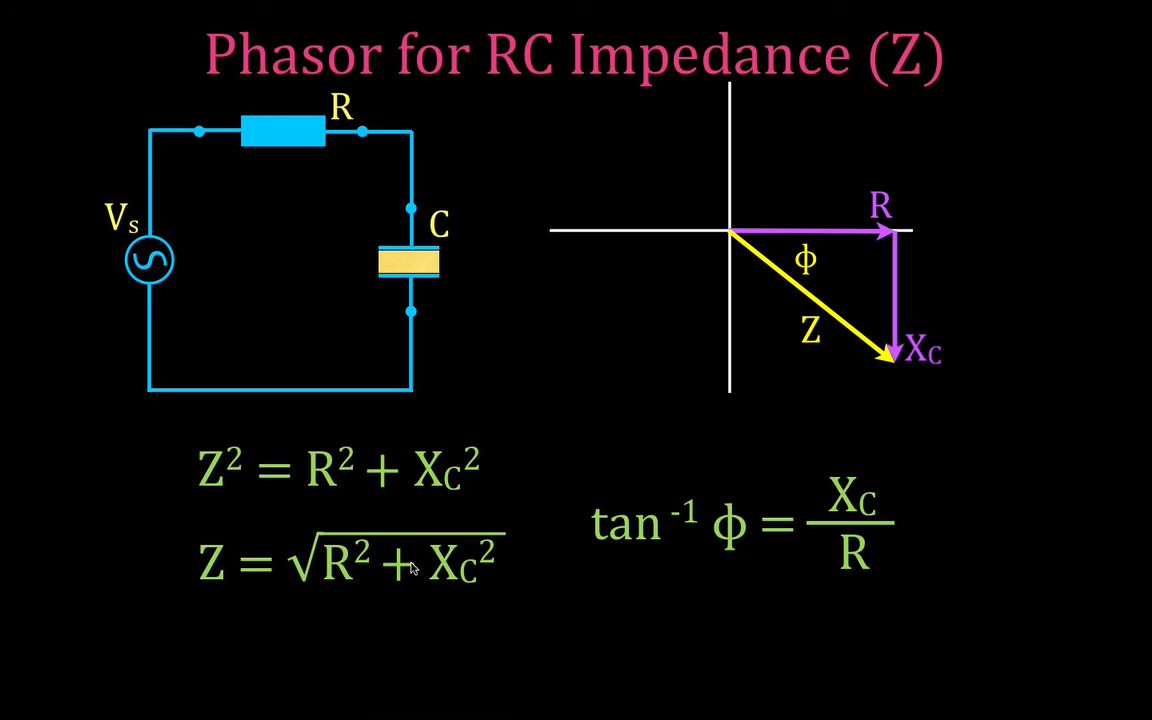 Phasor for RC Impedance (Z)
R
Vs
C
R
ϕ
Z
XC
Z² = R² + XC²
Z = √R² + XC²
tan ⁻¹ ϕ = XC / R